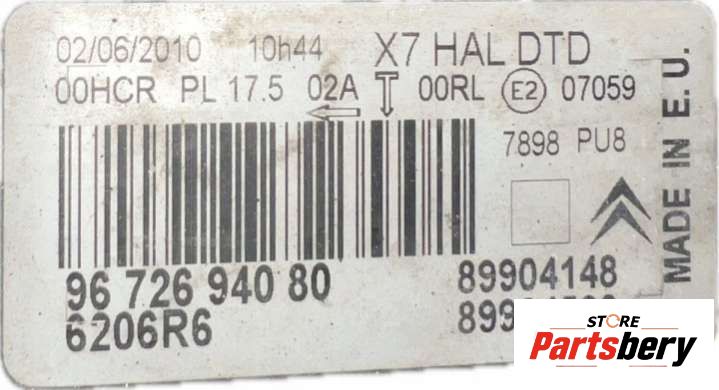 02/06/2010 10h44 X7 HAL DTD
00HCR PL 17.5 02A 00RL E2 07059
7898 PU8
MADE IN E.U.
96 726 940 80 89904148
6206R6
STORE
Partsbery